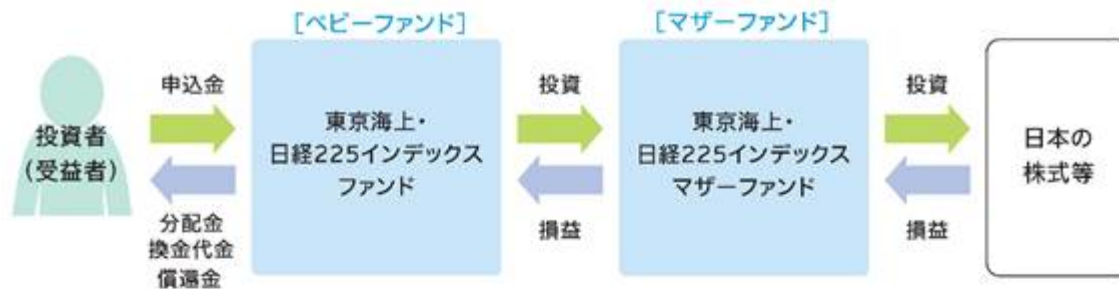 [ベビーファンド]
[マザーファンド]
申込金
投資
投資
投資者
(受益者)
東京海上・
日経225インデックス
ファンド
東京海上・
日経225インデックス
マザーファンド
日本の
株式等
分配金
換金代金
償還金
損益
損益